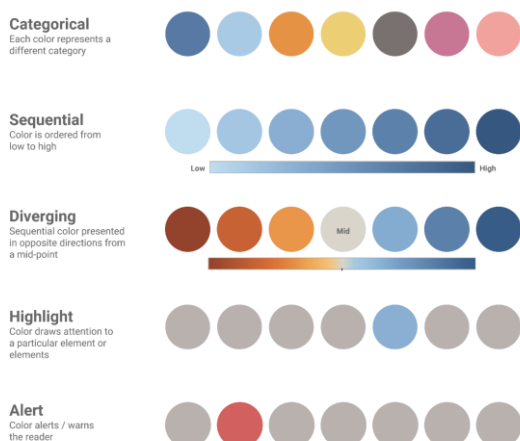 Categorical
Each color represents a
different category
Sequential
Color is ordered from
low to high
Low
High
Diverging
Sequential color presented
in opposite directions from
a mid-point
Mid
Highlight
Color draws attention to
a particular element or
elements
Alert
Color alerts / warns
the reader